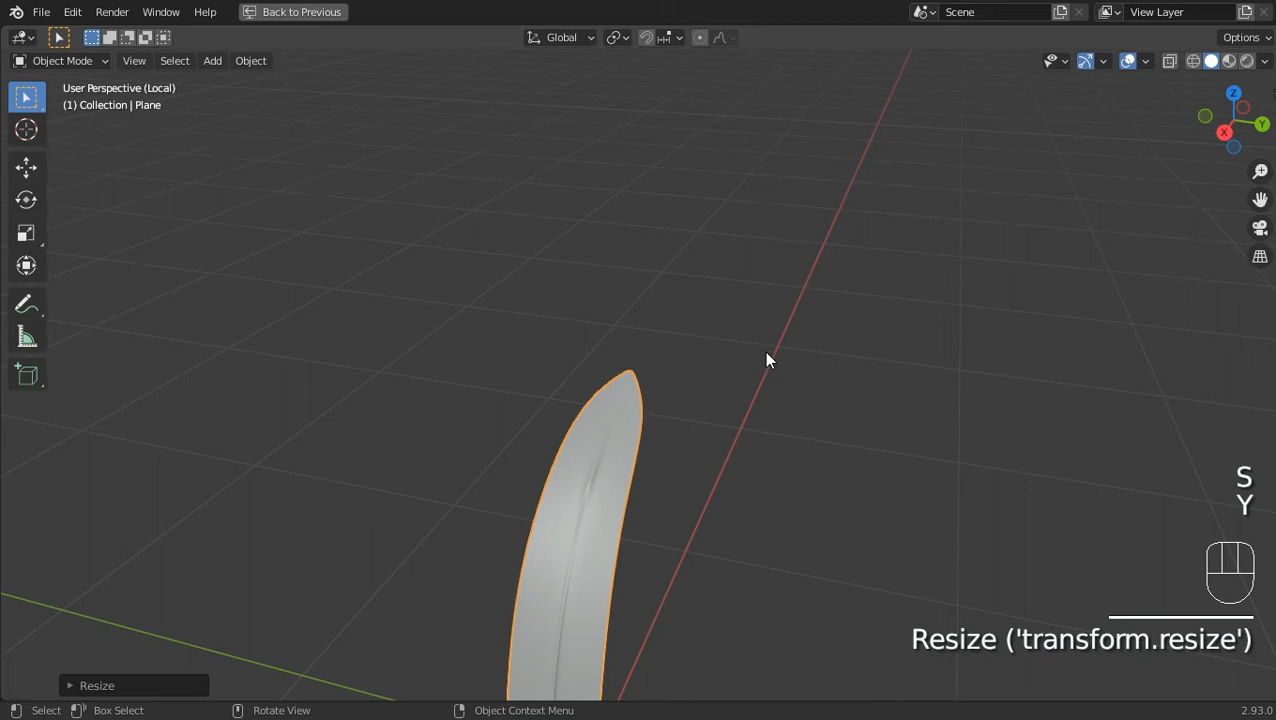 File Edit Render Window Help Back to Previous Scene View Layer
Global Options
Object Mode View Select Add Object
User Perspective (Local)
(1) Collection | Plane
Z
Y
X
S
Y
Resize ('transform.resize')
Resize
Select Box Select Rotate View Object Context Menu 2.93.0